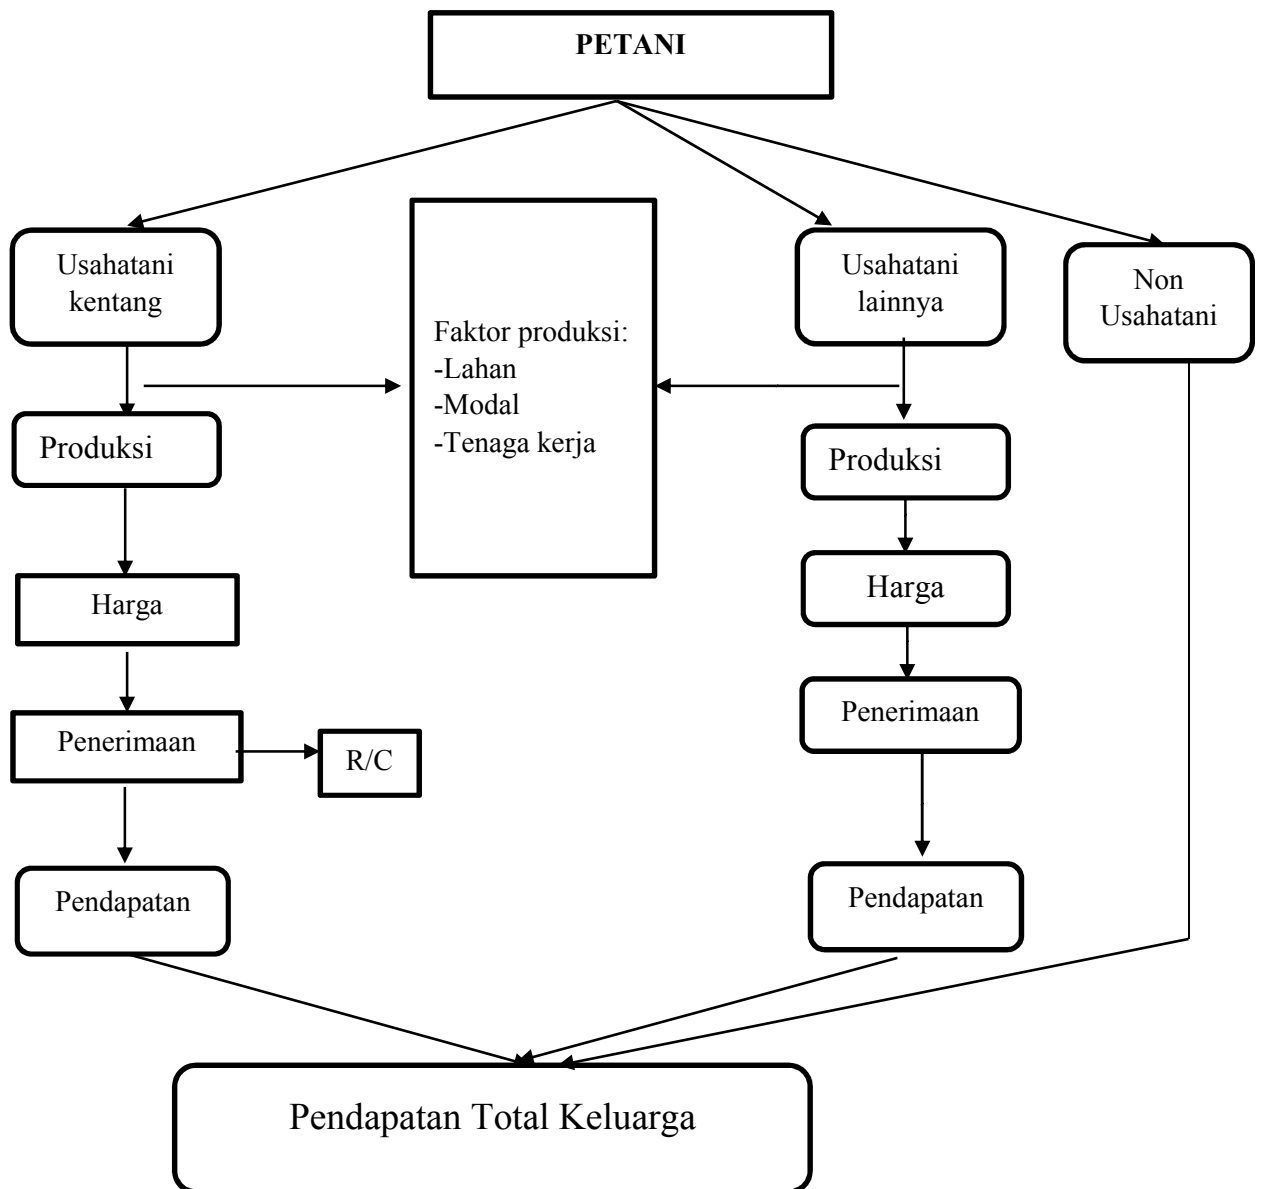 PETANI
Usahatani
kentang
Faktor produksi:
-Lahan
-Modal
-Tenaga kerja
Usahatani
lainnya
Non
Usahatani
Produksi
Produksi
Harga
Harga
Penerimaan
R/C
Penerimaan
Pendapatan
Pendapatan
Pendapatan Total Keluarga